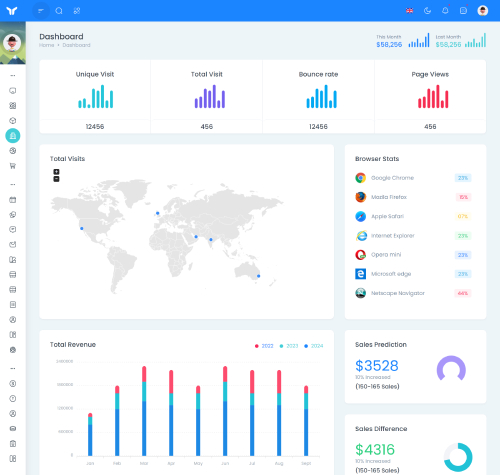 Dashboard
Home > Dashboard
This Month
$58,256
Last Month
$58,256
Unique Visit
12456
Total Visit
456
Bounce rate
12456
Page Views
456
Total Visits
+
−
Browser Stats
Google Chrome 23%
Mozila Firefox 15%
Apple Safari 07%
Internet Explorer 23%
Opera mini 23%
Microsoft edge 23%
Netscape Navigator 44%
Total Revenue
2022
2023
2024
0
Jan
Feb
Mar
Apr
May
Jun
Jul
Aug
Sept
Sales Prediction
$3528
10% Increased
(150-165 Sales)
Sales Difference
$4316
10% Increased
(150-165 Sales)